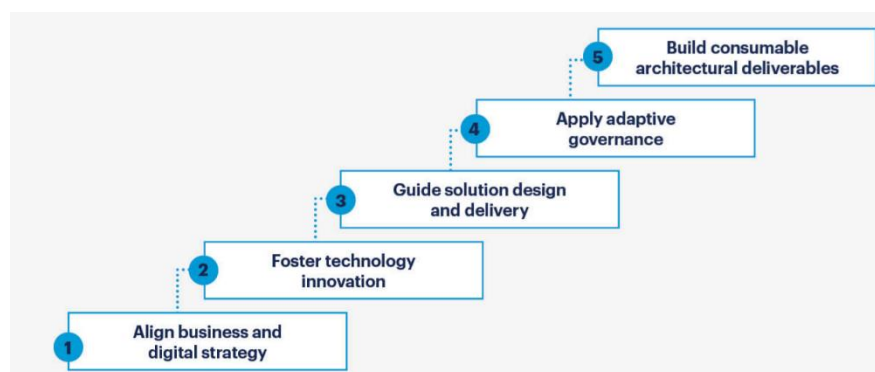 5
Build consumable
architectural deliverables
4
Apply adaptive
governance
3
Guide solution design
and delivery
2
Foster technology
innovation
1
Align business and
digital strategy